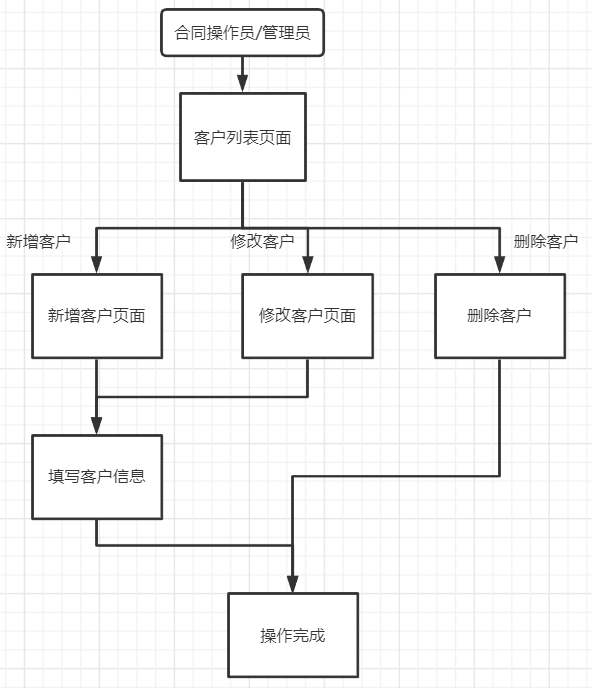 合同操作员/管理员
客户列表页面
新增客户
修改客户
删除客户
新增客户页面
修改客户页面
删除客户
填写客户信息
操作完成